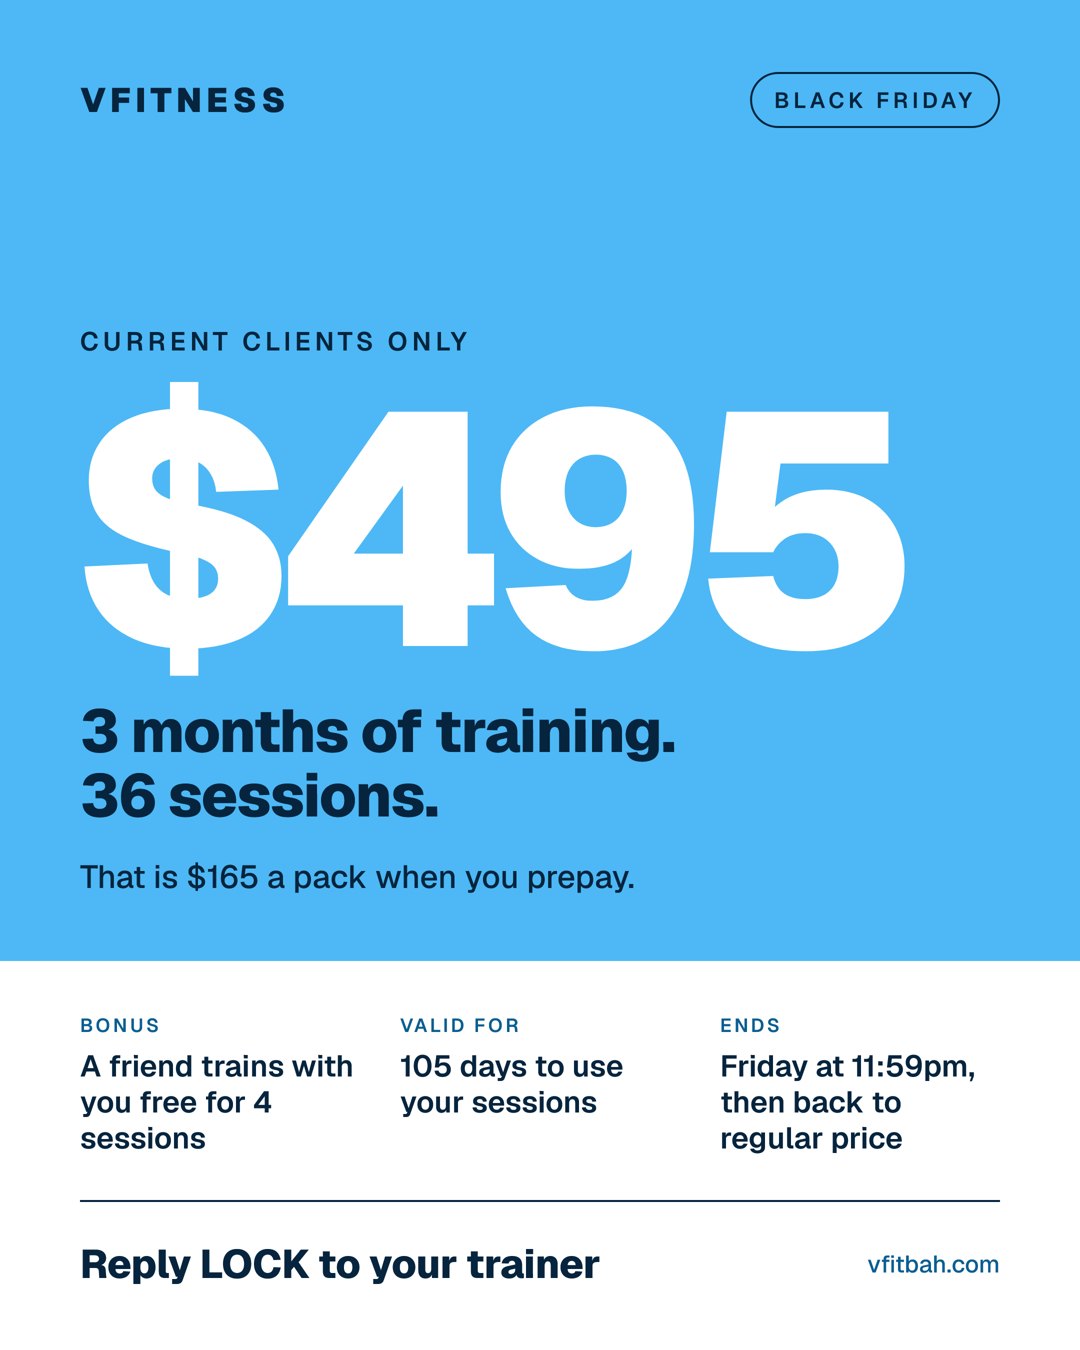 VFITNESS
BLACK FRIDAY
CURRENT CLIENTS ONLY
$495
3 months of training.
36 sessions.
That is $165 a pack when you prepay.
BONUS
A friend trains with
you free for 4
sessions
VALID FOR
105 days to use
your sessions
ENDS
Friday at 11:59pm,
then back to
regular price
Reply LOCK to your trainer
vfitbah.com